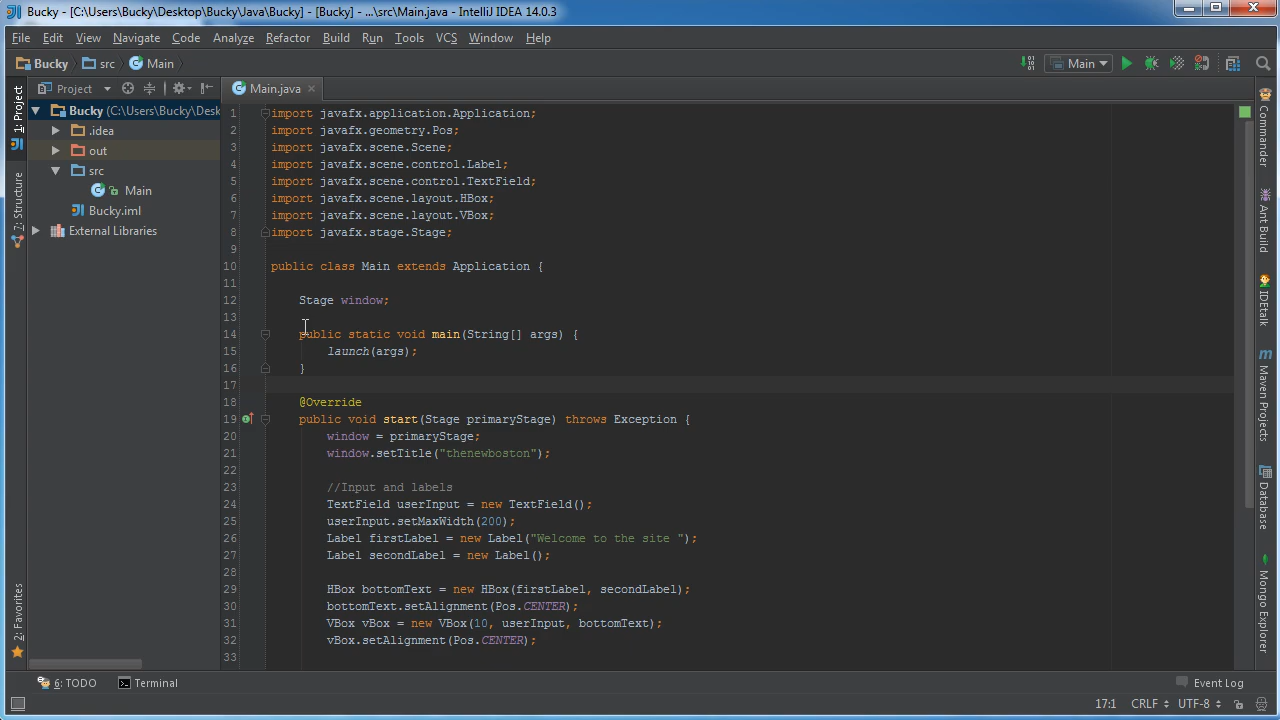 Bucky - [C:\Users\Bucky\Desktop\Bucky\Java\Bucky] - [Bucky] - ...\src\Main.java - IntelliJ IDEA 14.0.3
File Edit View Navigate Code Analyze Refactor Build Run Tools VCS Window Help
Bucky src Main
Main
Project
Main.java
1: Project
7: Structure
2: Favorites
Bucky (C:\Users\Bucky\Desk
.idea
out
src
Main
Bucky.iml
External Libraries
1 import javafx.application.Application;
2 import javafx.geometry.Pos;
3 import javafx.scene.Scene;
4 import javafx.scene.control.Label;
5 import javafx.scene.control.TextField;
6 import javafx.scene.layout.HBox;
7 import javafx.scene.layout.VBox;
8 import javafx.stage.Stage;
9
10 public class Main extends Application {
11
12 Stage window;
13
14 public static void main(String[] args) {
15 launch(args);
16 }
17
18 @Override
19 public void start(Stage primaryStage) throws Exception {
20 window = primaryStage;
21 window.setTitle("thenewboston");
22
23 //Input and labels
24 TextField userInput = new TextField();
25 userInput.setMaxWidth(200);
26 Label firstLabel = new Label("Welcome to the site ");
27 Label secondLabel = new Label();
28
29 HBox bottomText = new HBox(firstLabel, secondLabel);
30 bottomText.setAlignment(Pos.CENTER);
31 VBox vBox = new VBox(10, userInput, bottomText);
32 vBox.setAlignment(Pos.CENTER);
33
Commander
Ant Build
IDEtalk
Maven Projects
Database
Mongo Explorer
6: TODO Terminal Event Log
17:1 CRLF UTF-8